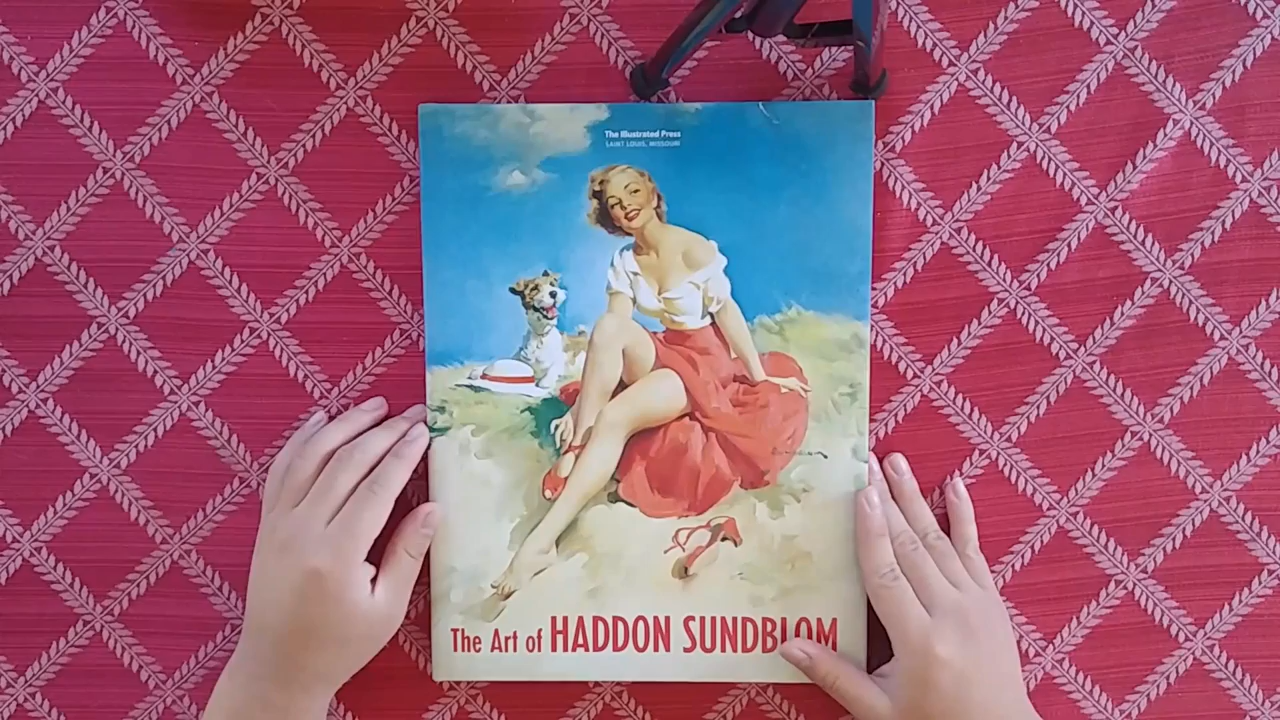 The Illustrated Press
SAINT LOUIS, MISSOURI
The Art of HADDON SUNDBLOM